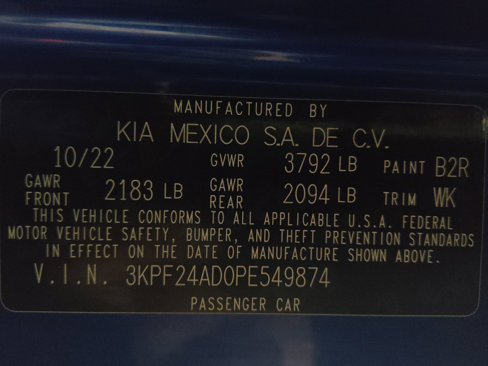 MANUFACTURED BY
KIA MEXICO S.A. DE C.V.
10/22 GVWR 3792 LB PAINT B2R
GAWR FRONT 2183 LB GAWR REAR 2094 LB TRIM WK
THIS VEHICLE CONFORMS TO ALL APPLICABLE U.S.A. FEDERAL
MOTOR VEHICLE SAFETY, BUMPER, AND THEFT PREVENTION STANDARDS
IN EFFECT ON THE DATE OF MANUFACTURE SHOWN ABOVE.
V.I.N. 3KPF24AD0PE549874
PASSENGER CAR